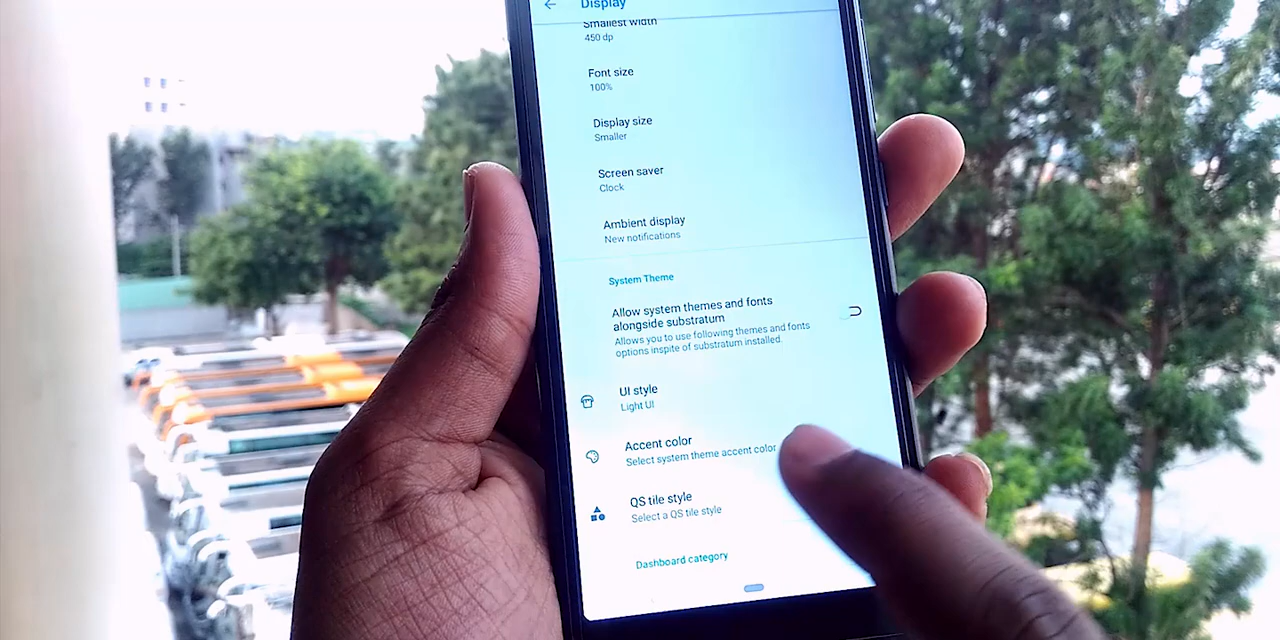 Display
Smallest width
450 dp
Font size
100%
Display size
Smaller
Screen saver
Clock
Ambient display
New notifications
System Theme
Allow system themes and fonts
alongside substratum
Allows you to use following themes and fonts
options inspite of substratum installed.
UI style
Light UI
Accent color
Select system theme accent color
QS tile style
Select a QS tile style
Dashboard category